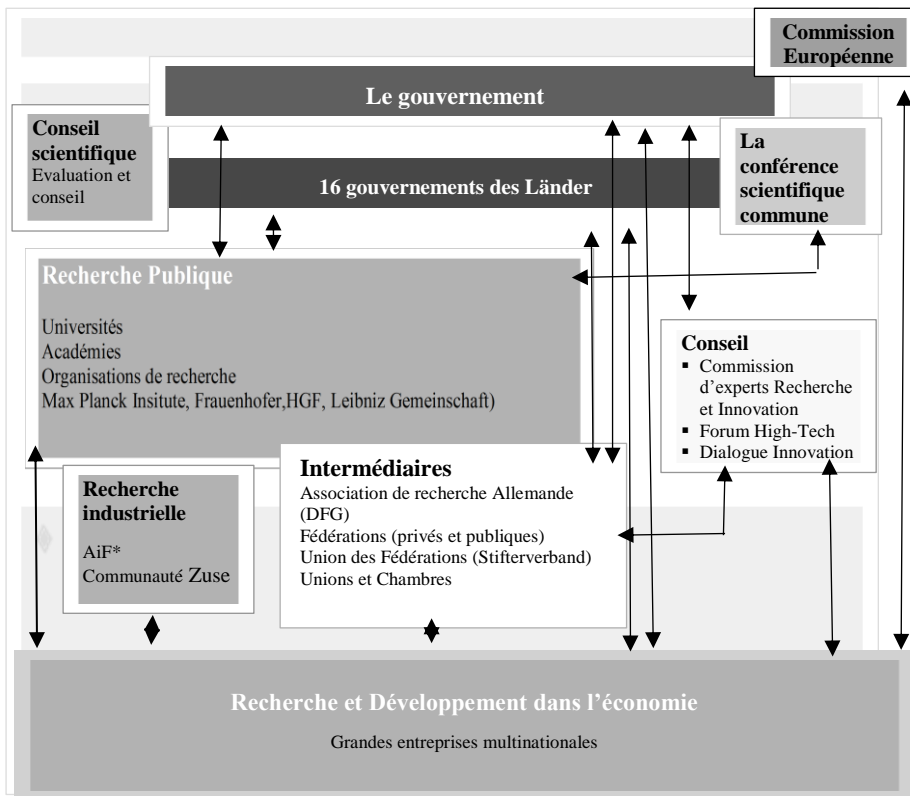 Commission
Européenne
Le gouvernement
Conseil
scientifique
Evaluation et
conseil
16 gouvernements des Länder
La
conférence
scientifique
commune
Recherche Publique
Universités
Académies
Organisations de recherche
Max Planck Insitute, Frauenhofer,HGF, Leibniz Gemeinschaft)
Conseil
▪ Commission
d'experts Recherche
et Innovation
▪ Forum High-Tech
▪ Dialogue Innovation
Intermédiaires
Association de recherche Allemande
(DFG)
Fédérations (privés et publiques)
Union des Fédérations (Stifterverband)
Unions et Chambres
Recherche
industrielle
AiF*
Communauté Zuse
Recherche et Développement dans l'économie
Grandes entreprises multinationales